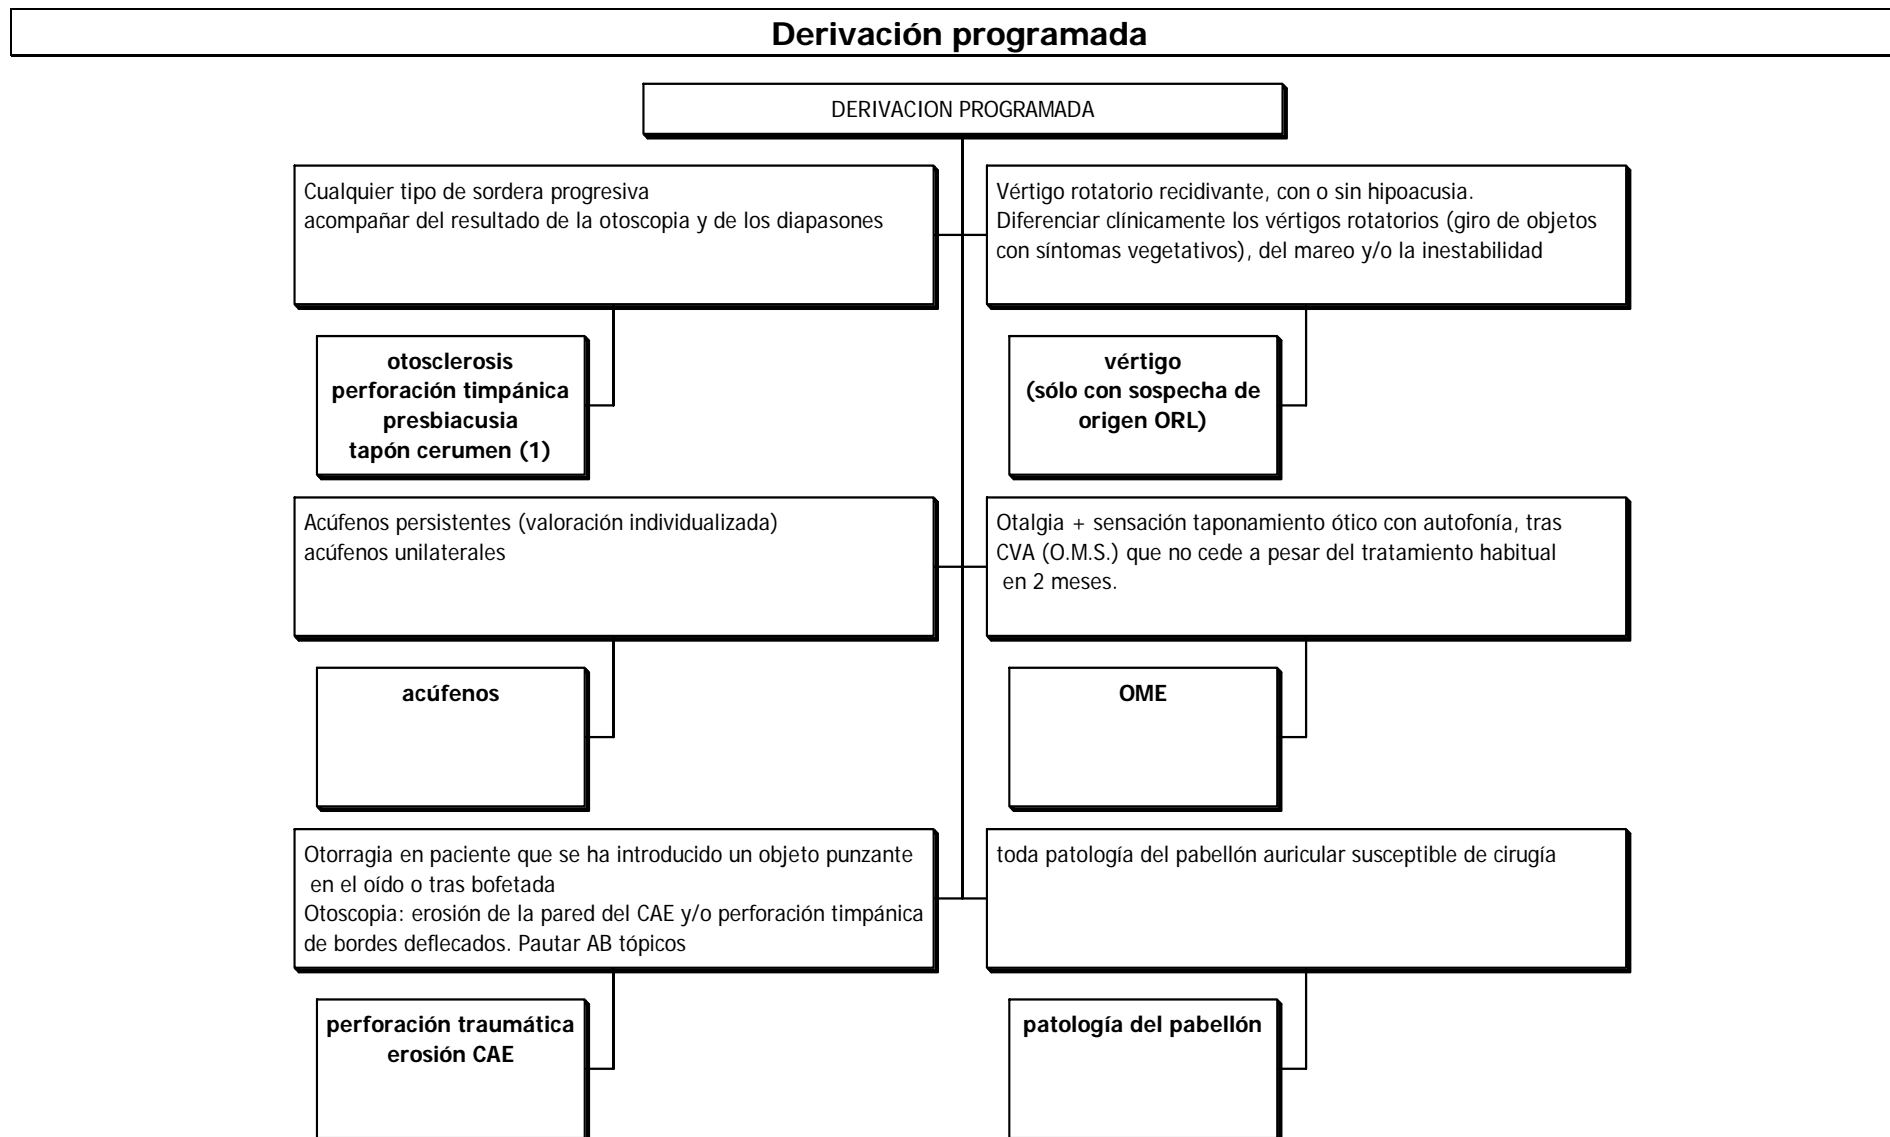 Derivación programada
DERIVACION PROGRAMADA
Cualquier tipo de sordera progresiva
acompañar del resultado de la otoscopia y de los diapasones
Vértigo rotatorio recidivante, con o sin hipoacusia.
Diferenciar clínicamente los vértigos rotatorios (giro de objetos
con síntomas vegetativos), del mareo y/o la inestabilidad
otosclerosis
perforación timpánica
presbiacusia
tapón cerumen (1)
vértigo
(sólo con sospecha de
origen ORL)
Acúfenos persistentes (valoración individualizada)
acúfenos unilaterales
Otalgia + sensación taponamiento ótico con autofonía, tras
CVA (O.M.S.) que no cede a pesar del tratamiento habitual
en 2 meses.
acúfenos
OME
Otorragia en paciente que se ha introducido un objeto punzante
en el oído o tras bofetada
Otoscopia: erosión de la pared del CAE y/o perforación timpánica
de bordes deflecados. Pautar AB tópicos
toda patología del pabellón auricular susceptible de cirugía
perforación traumática
erosión CAE
patología del pabellón